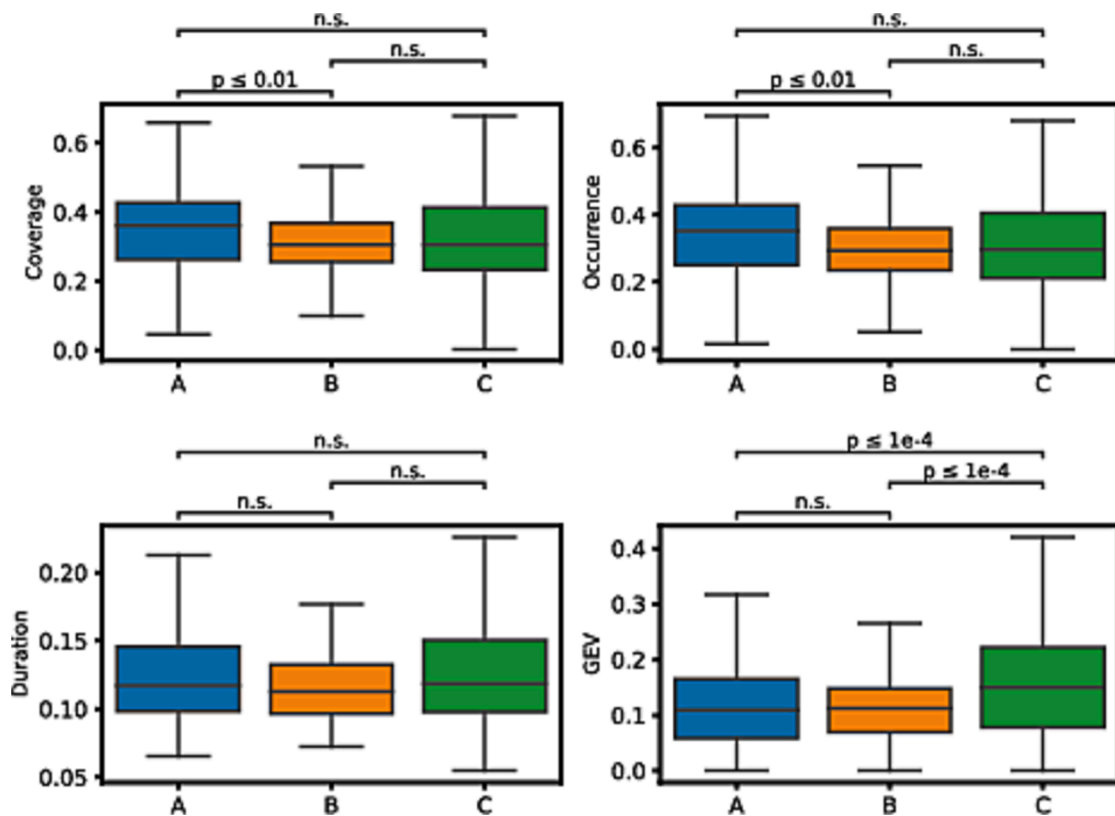 n.s.
n.s.
p ≤ 0.01
0.6
0.4
0.2
0.0
Coverage
A B C
n.s.
n.s.
p ≤ 0.01
0.6
0.4
0.2
0.0
Occurrence
A B C
n.s.
n.s.
n.s.
0.20
0.15
0.10
0.05
Duration
A B C
p ≤ 1e-4
p ≤ 1e-4
n.s.
0.4
0.3
0.2
0.1
0.0
GEV
A B C